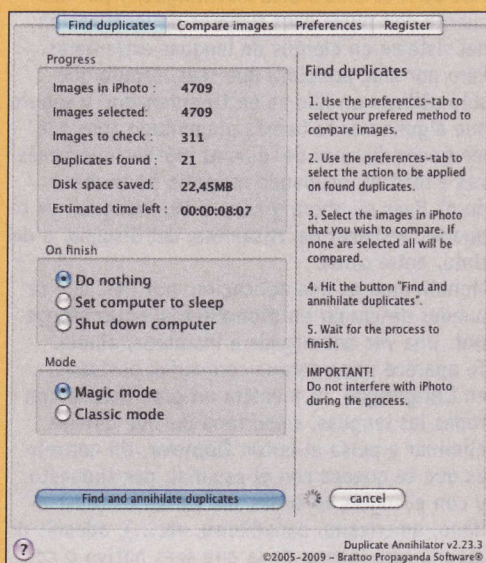 Find duplicates Compare images Preferences Register
Progress
Images in iPhoto : 4709
Images selected: 4709
Images to check : 311
Duplicates found : 21
Disk space saved: 22,45MB
Estimated time left : 00:00:08:07
On finish
Do nothing
Set computer to sleep
Shut down computer
Mode
Magic mode
Classic mode
Find and annihilate duplicates
cancel
Find duplicates
1. Use the preferences-tab to
select your prefered method to
compare images.
2. Use the preferences-tab to
select the action to be applied
on found duplicates.
3. Select the images in iPhoto
that you wish to compare. If
none are selected all will be
compared.
4. Hit the button "Find and
annihilate duplicates".
5. Wait for the process to
finish.
IMPORTANT!
Do not interfere with iPhoto
during the process.
?
Duplicate Annihilator v2.23.3
©2005-2009 - Brattoo Propaganda Software®